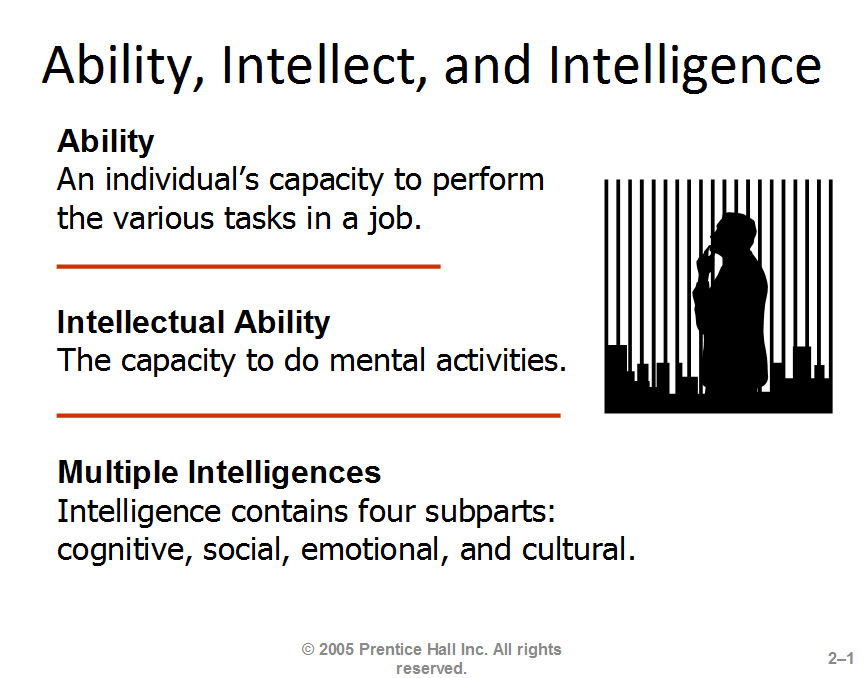 Ability, Intellect, and Intelligence
Ability
An individual’s capacity to perform
the various tasks in a job.
Intellectual Ability
The capacity to do mental activities.
Multiple Intelligences
Intelligence contains four subparts:
cognitive, social, emotional, and cultural.
© 2005 Prentice Hall Inc. All rights
reserved.
2–1